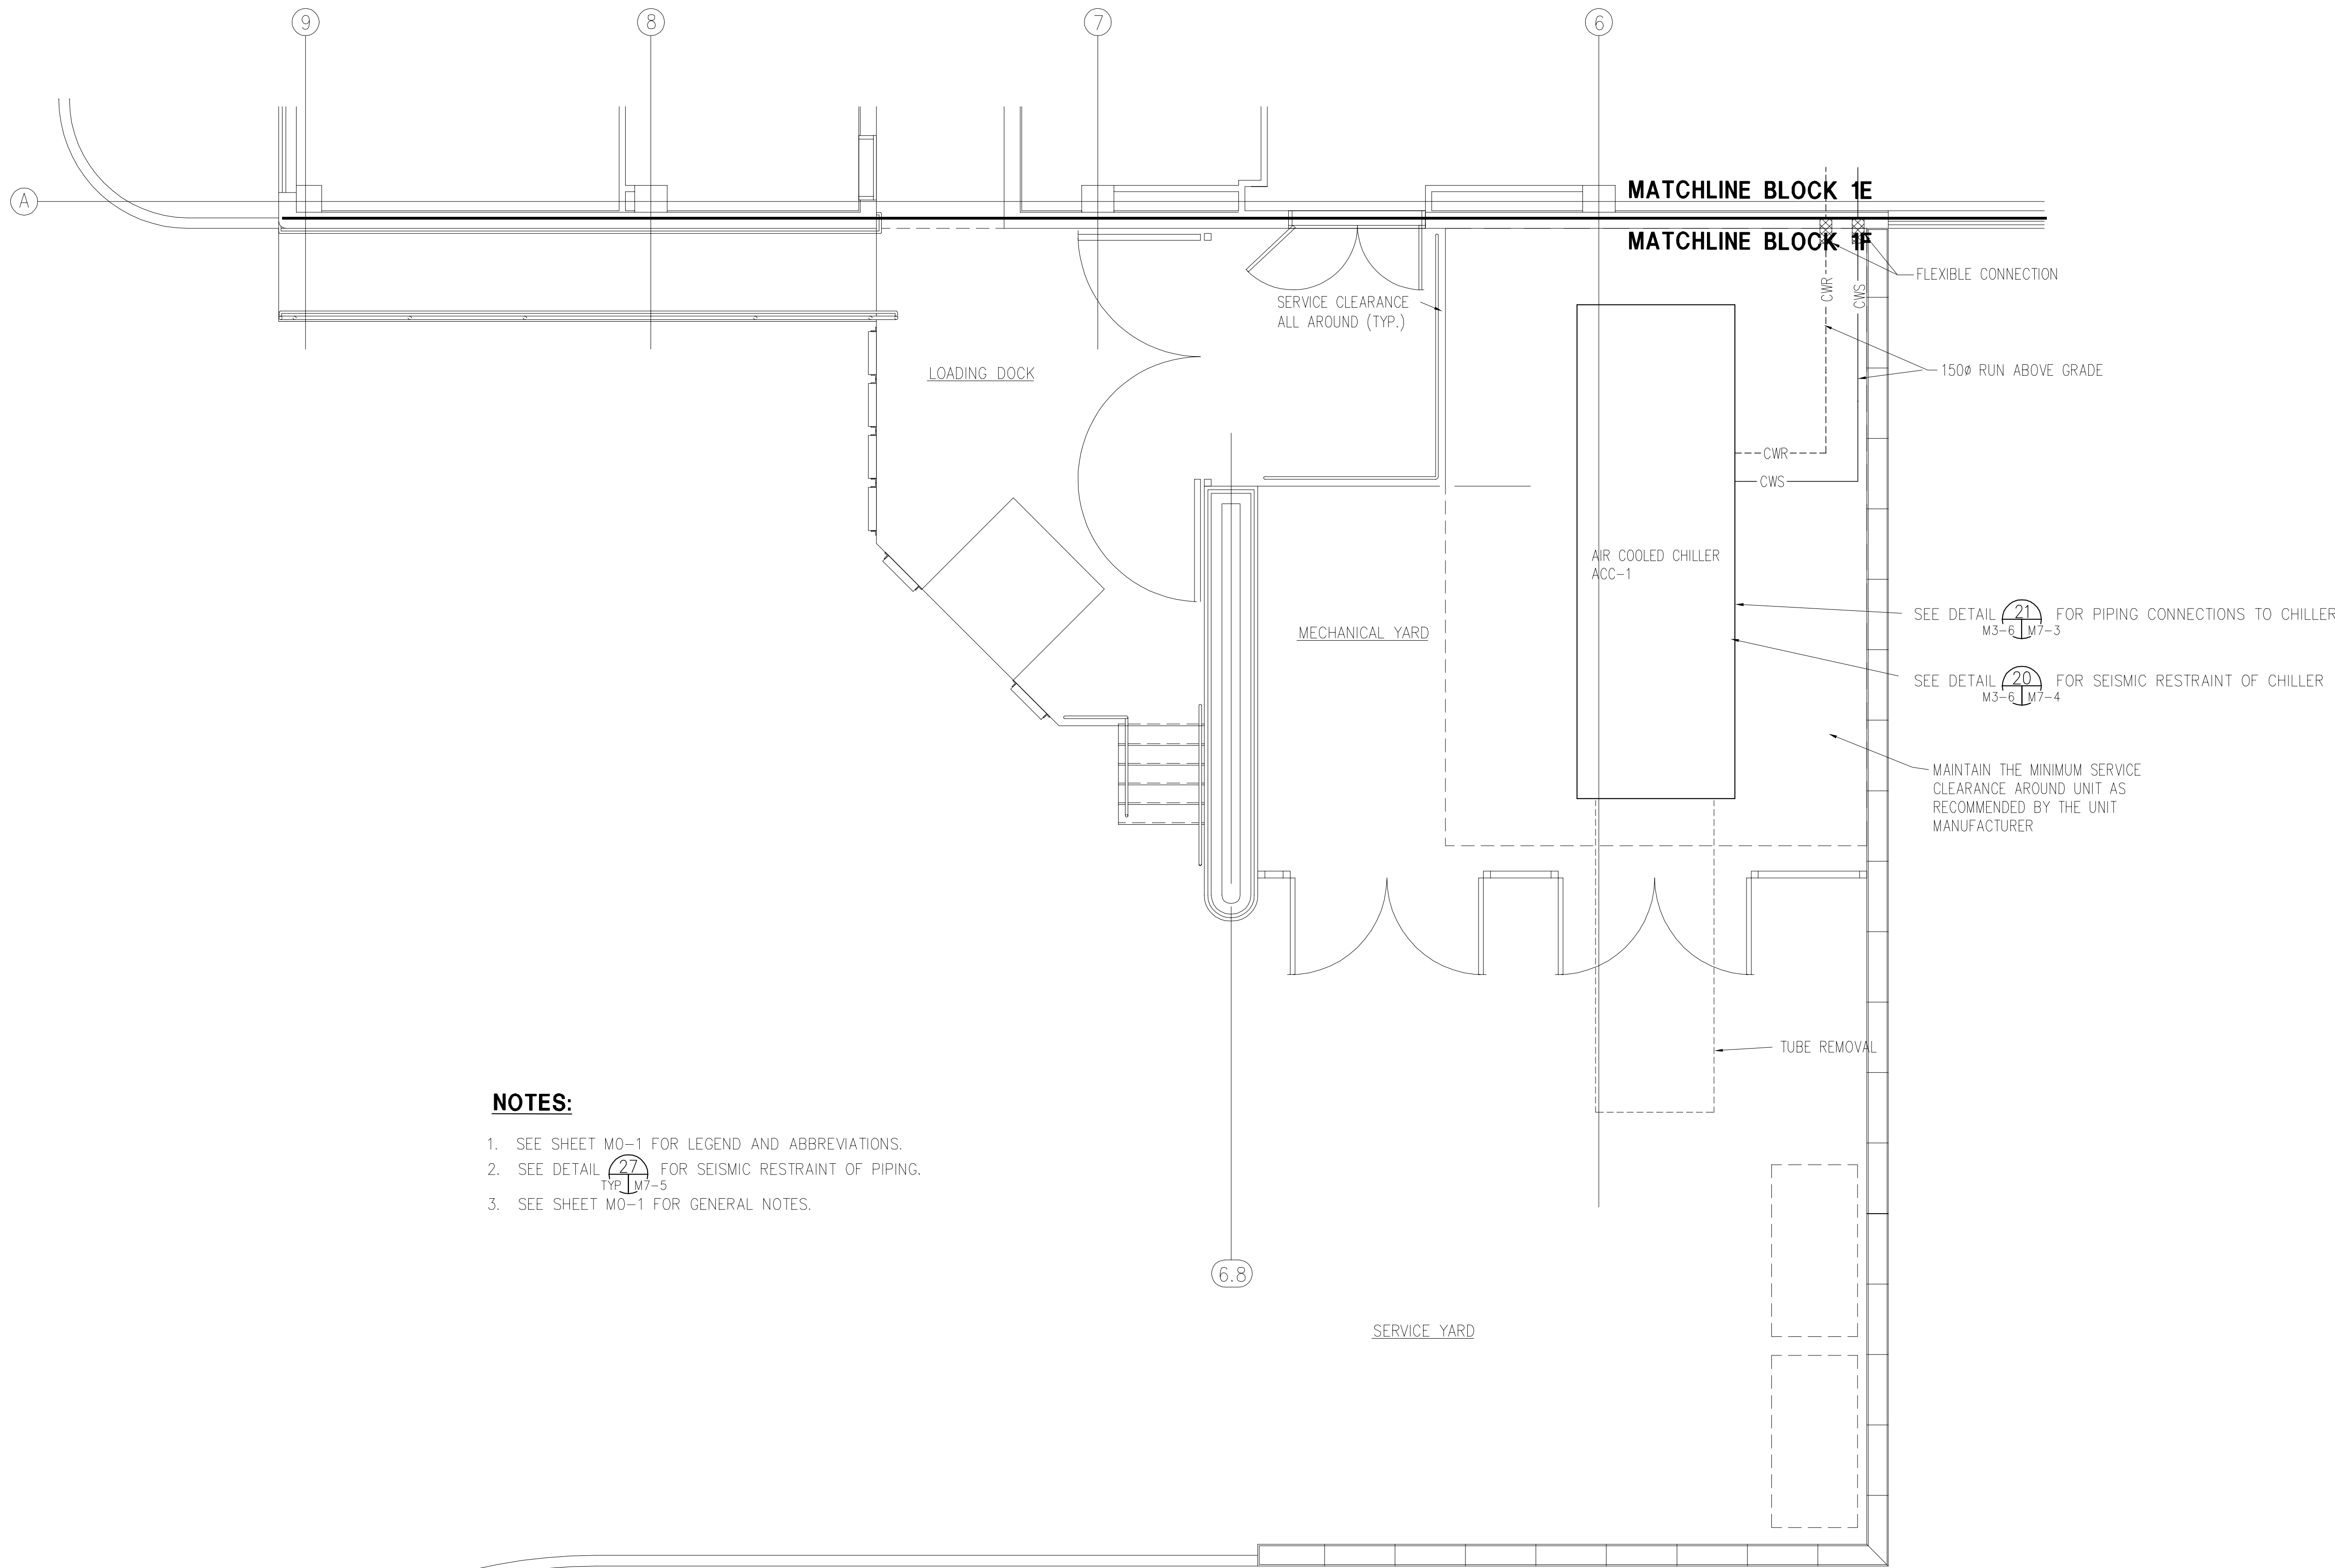 9
8
7
6
A
MATCHLINE BLOCK 1E
MATCHLINE BLOCK 1F
FLEXIBLE CONNECTION
CWR
CWS
SERVICE CLEARANCE
ALL AROUND (TYP.)
150ø RUN ABOVE GRADE
LOADING DOCK
CWR
CWS
AIR COOLED CHILLER
ACC-1
MECHANICAL YARD
SEE DETAIL 21 FOR PIPING CONNECTIONS TO CHILLER
M3-6 M7-3
SEE DETAIL 20 FOR SEISMIC RESTRAINT OF CHILLER
M3-6 M7-4
MAINTAIN THE MINIMUM SERVICE
CLEARANCE AROUND UNIT AS
RECOMMENDED BY THE UNIT
MANUFACTURER
TUBE REMOVAL
NOTES:
1. SEE SHEET M0-1 FOR LEGEND AND ABBREVIATIONS.
2. SEE DETAIL 27 FOR SEISMIC RESTRAINT OF PIPING.
TYP M7-5
3. SEE SHEET M0-1 FOR GENERAL NOTES.
6.8
SERVICE YARD